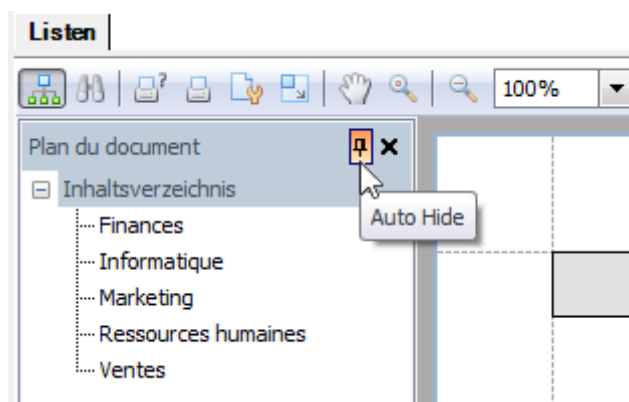 Listen
100%
Plan du document
Inhaltsverzeichnis
Auto Hide
Finances
Informatique
Marketing
Ressources humaines
Ventes